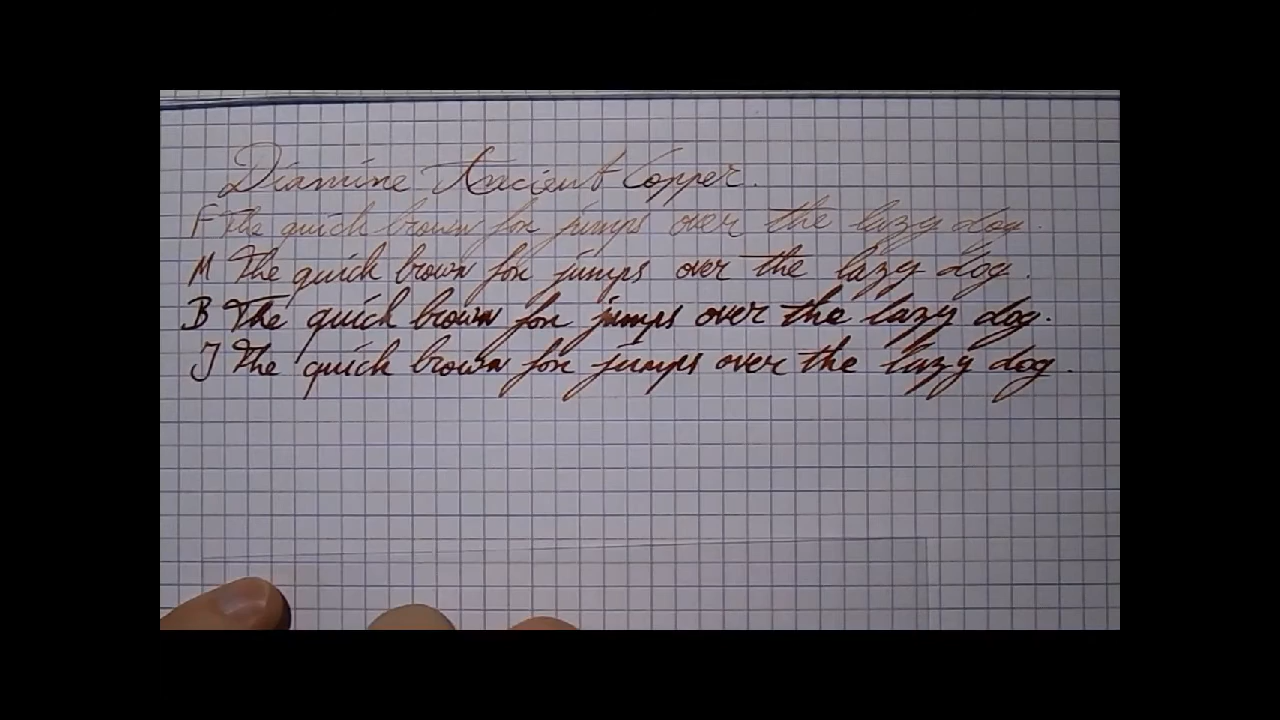 Diamine Ancient Copper.
F The quick brown fox jumps over the lazy dog.
M The quick brown fox jumps over the lazy dog.
B The quick brown fox jumps over the lazy dog.
J The quick brown fox jumps over the lazy dog.